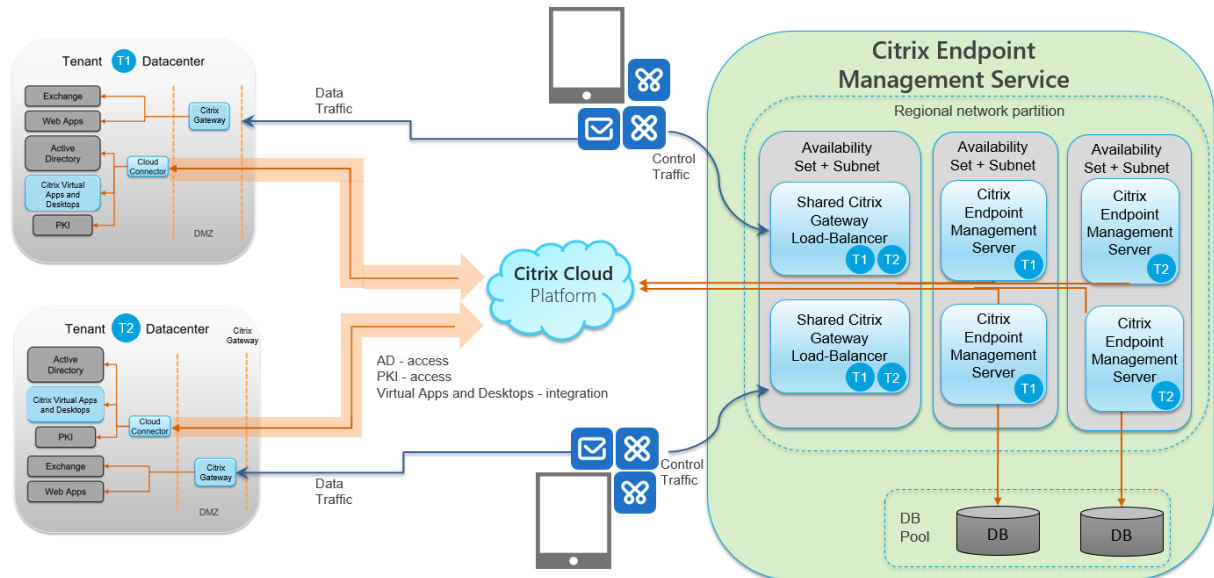 Tenant T1 Datacenter
Exchange
Web Apps
Active
Directory
Citrix Virtual
Apps and
Desktops
PKI
Citrix
Gateway
Cloud
Connector
DMZ
Data
Traffic
Control
Traffic
Tenant T2 Datacenter
Citrix
Gateway
Active
Directory
Citrix Virtual Apps
and Desktops
PKI
Cloud
Connector
Exchange
Web Apps
Citrix
Gateway
DMZ
Data
Traffic
Control
Traffic
Citrix Cloud
Platform
AD - access
PKI - access
Virtual Apps and Desktops - integration
Citrix Endpoint
Management Service
Regional network partition
Availability
Set + Subnet
Shared Citrix
Gateway
Load-Balancer
T1 T2
Shared Citrix
Gateway
Load-Balancer
T1 T2
Availability
Set + Subnet
Citrix
Endpoint
Management
Server
T1
Citrix
Endpoint
Management
Server
T1
Availability
Set + Subnet
Citrix
Endpoint
Management
Server
T2
Citrix
Endpoint
Management
Server
T2
DB
Pool
DB
DB